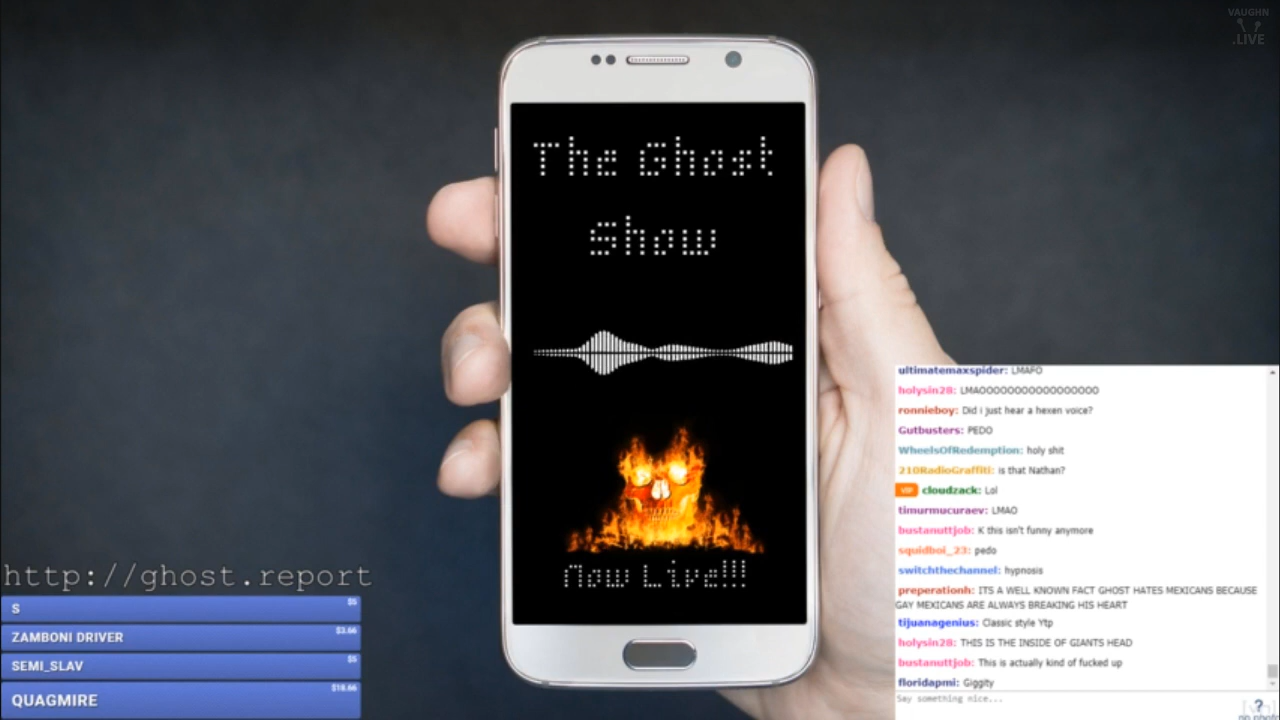 VAUGHN
.LIVE
The Ghost
Show
Now Live!!!
http://ghost.report
S $5
ZAMBONI DRIVER $3.66
SEMI_SLAV $5
QUAGMIRE $18.66
ultimatemaxspider: LMAFO
holysin28: LMAOOOOOOOOOOOOOOOOO
ronnieboy: Did i just hear a hexen voice?
Gutbusters: PEDO
WheelsOfRedemption: holy shit
210RadioGraffiti: is that Nathan?
VIP cloudzack: Lol
timurmucuraev: LMAO
bustanuttjob: K this isn't funny anymore
squidboi_23: pedo
switchthechannel: hypnosis
preperationh: ITS A WELL KNOWN FACT GHOST HATES MEXICANS BECAUSE
GAY MEXICANS ARE ALWAYS BREAKING HIS HEART
tijuanagenius: Classic style Ytp
holysin28: THIS IS THE INSIDE OF GIANTS HEAD
bustanuttjob: This is actually kind of fucked up
floridapmi: Giggity
Say something nice...
?